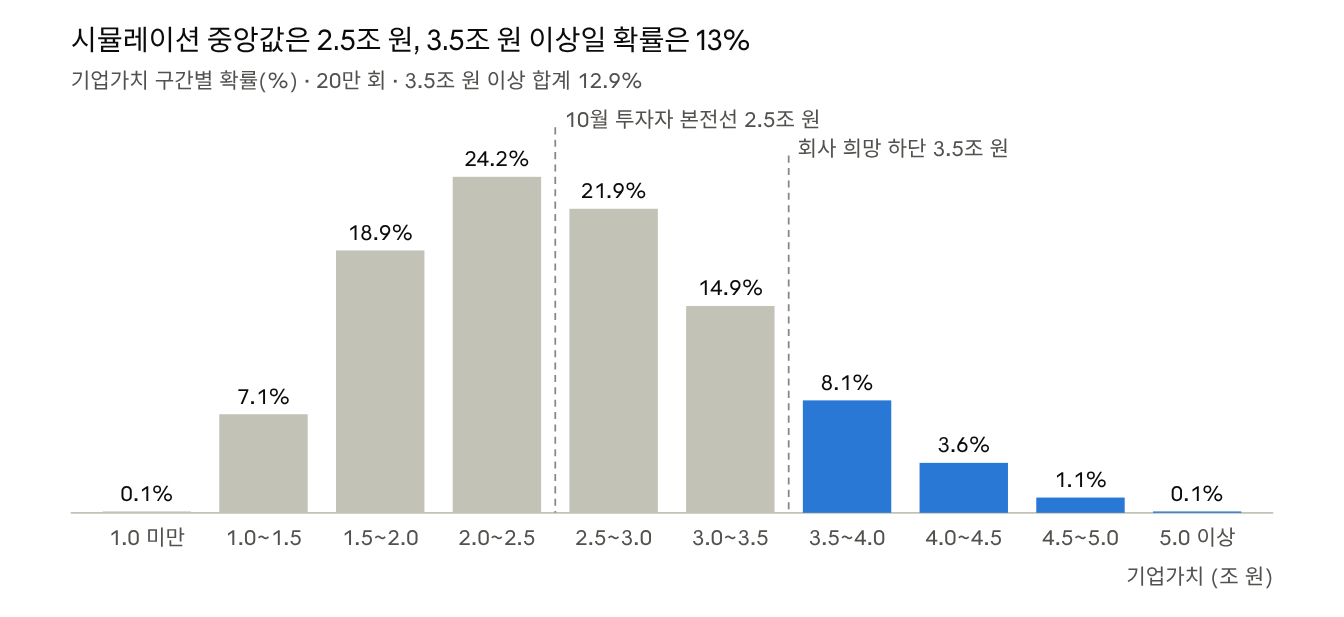 시뮬레이션 중앙값은 2.5조 원, 3.5조 원 이상일 확률은 13%
기업가치 구간별 확률(%) · 20만 회 · 3.5조 원 이상 합계 12.9%
10월 투자자 본전선 2.5조 원
회사 희망 하단 3.5조 원
0.1%
7.1%
18.9%
24.2%
21.9%
14.9%
8.1%
3.6%
1.1%
0.1%
1.0 미만
1.0~1.5
1.5~2.0
2.0~2.5
2.5~3.0
3.0~3.5
3.5~4.0
4.0~4.5
4.5~5.0
5.0 이상
기업가치 (조 원)